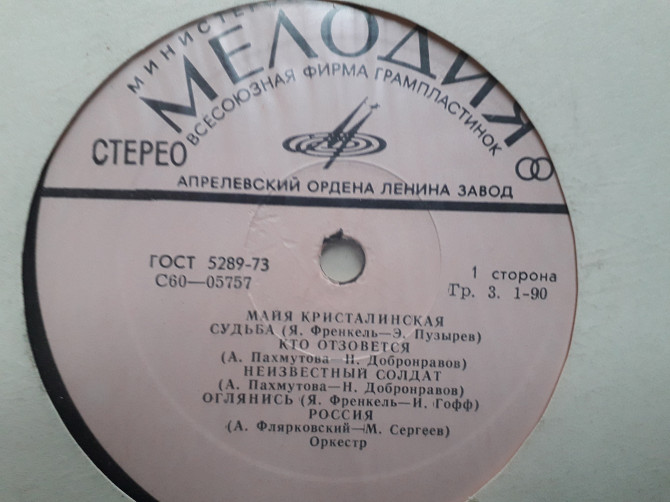 МИНИСТЕ
МЕЛОДИЯ
ВСЕСОЮЗНАЯ ФИРМА ГРАМПЛАСТИНОК
СТЕРЕО
АПРЕЛЕВСКИЙ ОРДЕНА ЛЕНИНА ЗАВОД
ГОСТ 5289-73
С60—05757
1 сторона
Гр. 3. 1-90
МАЙЯ КРИСТАЛИНСКАЯ
СУДЬБА (Я. Френкель—Э. Пузырев)
КТО ОТЗОВЕТСЯ
(А. Пахмутова—Н. Добронравов)
НЕИЗВЕСТНЫЙ СОЛДАТ
(А. Пахмутова—Н. Добронравов)
ОГЛЯНИСЬ (Я. Френкель—И. Гофф)
РОССИЯ
(А. Флярковский—М. Сергеев)
Оркестр